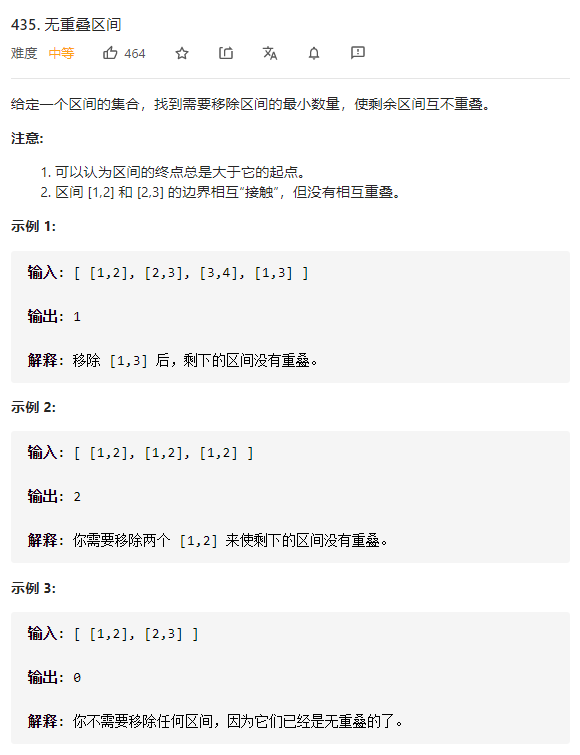 435. 无重叠区间
难度 中等 464
给定一个区间的集合，找到需要移除区间的最小数量，使剩余区间互不重叠。
注意:
1. 可以认为区间的终点总是大于它的起点。
2. 区间 [1,2] 和 [2,3] 的边界相互“接触”，但没有相互重叠。
示例 1:
输入: [ [1,2], [2,3], [3,4], [1,3] ]
输出: 1
解释: 移除 [1,3] 后，剩下的区间没有重叠。
示例 2:
输入: [ [1,2], [1,2], [1,2] ]
输出: 2
解释: 你需要移除两个 [1,2] 来使剩下的区间没有重叠。
示例 3:
输入: [ [1,2], [2,3] ]
输出: 0
解释: 你不需要移除任何区间，因为它们已经是无重叠的了。